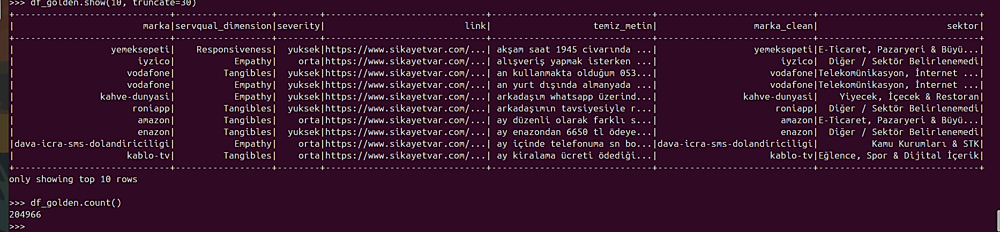 >>> df_golden.show(10, truncate=30)
+------------------------------+------------------+--------+------------------------------+------------------------------+------------------------------+------------------------------+
|                         marka|servqual_dimension|severity|                          link|                   temiz_metin|                   marka_clean|                        sektor|
+------------------------------+------------------+--------+------------------------------+------------------------------+------------------------------+------------------------------+
|                   yemeksepeti|    Responsiveness|  yuksek|https://www.sikayetvar.com/...| akşam saat 1945 civarında ...|                   yemeksepeti|E-Ticaret, Pazaryeri & Büyü...|
|                        iyzico|           Empathy|    orta|https://www.sikayetvar.com/...| alışveriş yapmak isterken ...|                        iyzico|  Diğer / Sektör Belirlenemedi|
|                      vodafone|         Tangibles|  yuksek|https://www.sikayetvar.com/...| an kullanmakta olduğum 053...|                      vodafone|Telekomünikasyon, İnternet ...|
|                      vodafone|           Empathy|  yuksek|https://www.sikayetvar.com/...| an yurt dışında almanyada ...|                      vodafone|Telekomünikasyon, İnternet ...|
|                 kahve-dunyasi|           Empathy|  yuksek|https://www.sikayetvar.com/...| arkadaşım whatsapp üzerind...|                 kahve-dunyasi|    Yiyecek, İçecek & Restoran|
|                       roniapp|         Tangibles|  yuksek|https://www.sikayetvar.com/...| arkadaşımın tavsiyesiyle r...|                       roniapp|  Diğer / Sektör Belirlenemedi|
|                        amazon|         Tangibles|    orta|https://www.sikayetvar.com/...| ay düzenli olarak farklı s...|                        amazon|E-Ticaret, Pazaryeri & Büyü...|
|                        enazon|         Tangibles|  yuksek|https://www.sikayetvar.com/...| ay enazondan 6650 tl ödeye...|                        enazon|  Diğer / Sektör Belirlenemedi|
|dava-icra-sms-dolandiriciligi|           Empathy|    orta|https://www.sikayetvar.com/...| ay içinde telefonuma sn bo...|dava-icra-sms-dolandiriciligi|          Kamu Kurumları & STK|
|                      kablo-tv|         Tangibles|    orta|https://www.sikayetvar.com/...| ay kiralama ücreti ödediği...|                      kablo-tv|Eğlence, Spor & Dijital İçerik|
+------------------------------+------------------+--------+------------------------------+------------------------------+------------------------------+------------------------------+
only showing top 10 rows
>>> df_golden.count()
204966
>>>